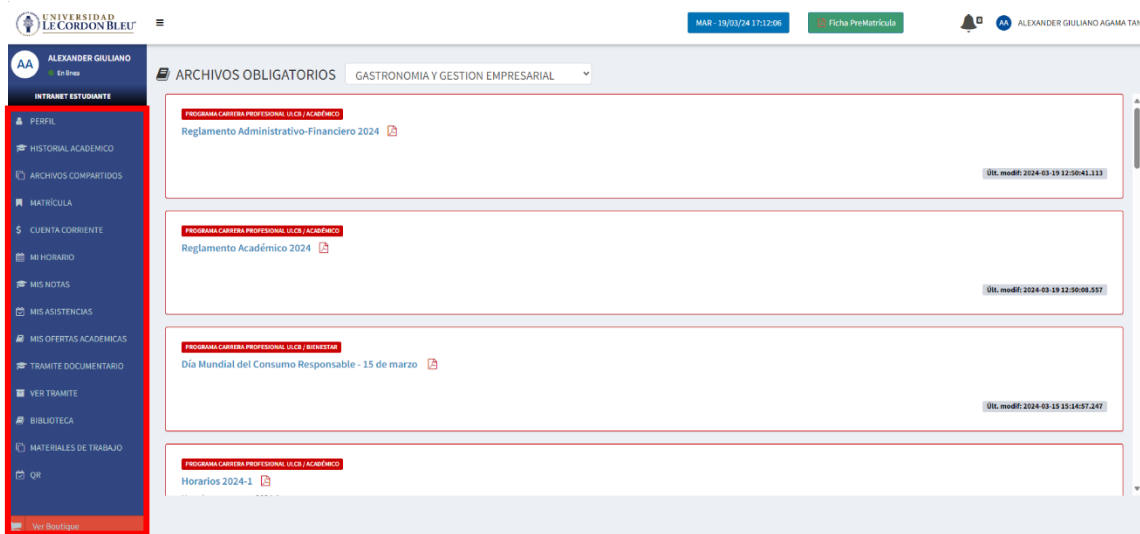 UNIVERSIDAD
LE CORDON BLEU
MAR - 19/03/24 17:12:06
Ficha PreMatricula
AA
ALEXANDER GIULIANO AGAMA TAN
AA
ALEXANDER GIULIANO
En línea
INTRANET ESTUDIANTE
PERFIL
HISTORIAL ACADEMICO
ARCHIVOS COMPARTIDOS
MATRÍCULA
$ CUENTA CORRIENTE
MI HORARIO
MIS NOTAS
MIS ASISTENCIAS
MIS OFERTAS ACADEMICAS
TRAMITE DOCUMENTARIO
VER TRAMITE
BIBLIOTECA
MATERIALES DE TRABAJO
QR
Ver Boutique
ARCHIVOS OBLIGATORIOS GASTRONOMIA Y GESTION EMPRESARIAL
PROGRAMA CARRERA PROFESIONAL ULCB / ACADÉMICO
Reglamento Administrativo-Financiero 2024
Últ. modif: 2024-03-19 12:50:41.113
PROGRAMA CARRERA PROFESIONAL ULCB / ACADÉMICO
Reglamento Académico 2024
Últ. modif: 2024-03-19 12:50:08.557
PROGRAMA CARRERA PROFESIONAL ULCB / BIENESTAR
Día Mundial del Consumo Responsable - 15 de marzo
Últ. modif: 2024-03-15 15:14:57.247
PROGRAMA CARRERA PROFESIONAL ULCB / ACADÉMICO
Horarios 2024-1